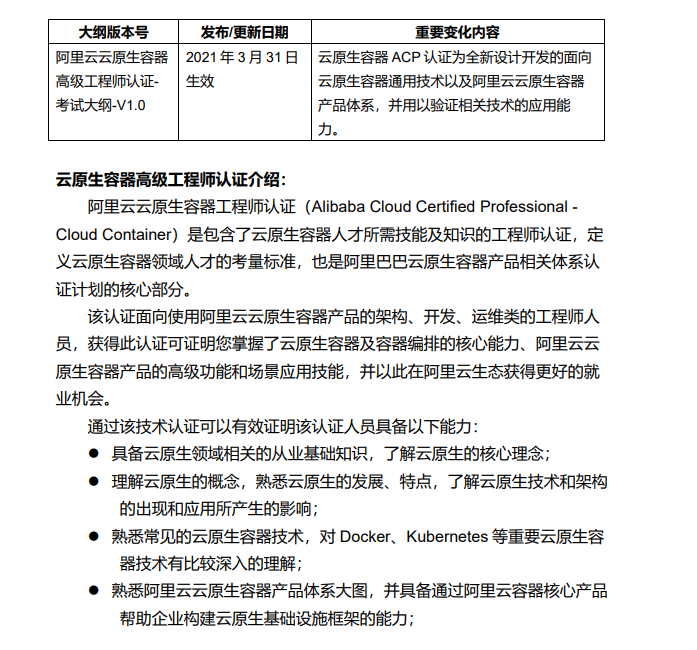 大纲版本号 发布/更新日期 重要变化内容
阿里云云原生容器 2021 年 3 月 31 日 云原生容器 ACP 认证为全新设计开发的面向
高级工程师认证- 生效 云原生容器通用技术以及阿里云云原生容器
考试大纲-V1.0 产品体系，并用以验证相关技术的应用能
力。
云原生容器高级工程师认证介绍：
阿里云云原生容器工程师认证（Alibaba Cloud Certified Professional -
Cloud Container）是包含了云原生容器人才所需技能及知识的工程师认证，定
义云原生容器领域人才的考量标准，也是阿里巴巴云原生容器产品相关体系认
证计划的核心部分。
该认证面向使用阿里云云原生容器产品的架构、开发、运维类的工程师人
员，获得此认证可证明您掌握了云原生容器及容器编排的核心能力、阿里云云
原生容器产品的高级功能和场景应用技能，并以此在阿里云生态获得更好的就
业机会。
通过该技术认证可以有效证明该认证人员具备以下能力：
● 具备云原生领域相关的从业基础知识，了解云原生的核心理念；
● 理解云原生的概念，熟悉云原生的发展、特点，了解云原生技术和架构
的出现和应用所产生的影响；
● 熟悉常见的云原生容器技术，对 Docker、Kubernetes 等重要云原生容
器技术有比较深入的理解；
● 熟悉阿里云云原生容器产品体系大图，并具备通过阿里云容器核心产品
帮助企业构建云原生基础设施框架的能力；